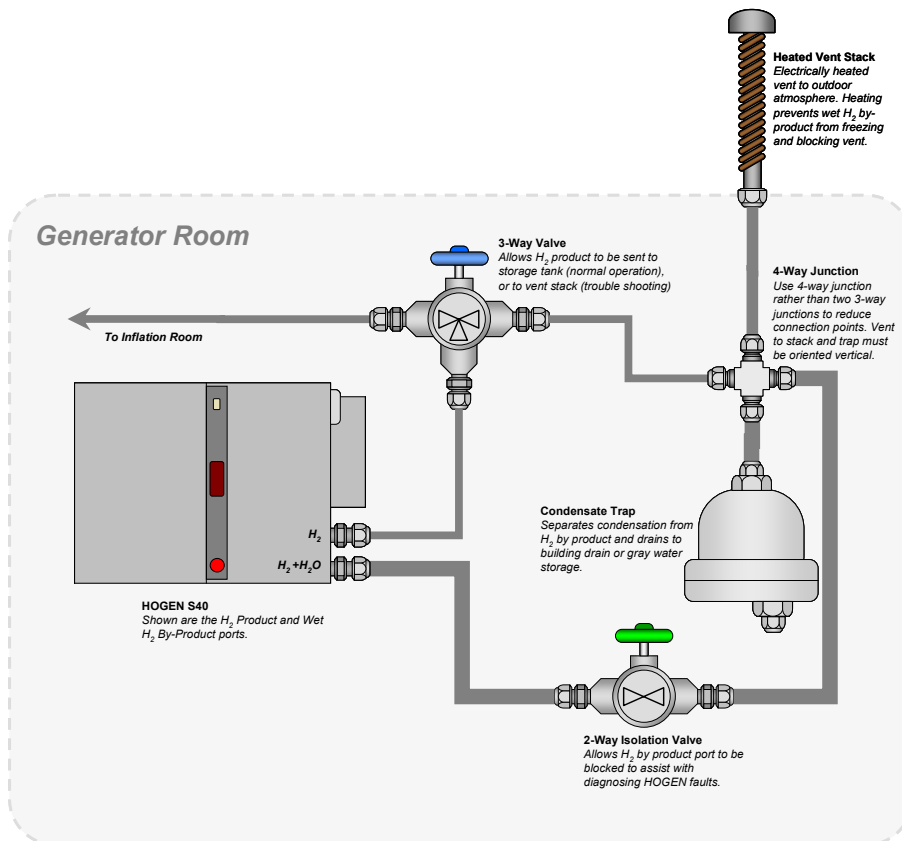 Heated Vent Stack
Electrically heated
vent to outdoor
atmosphere. Heating
prevents wet H2 by-
product from freezing
and blocking vent.
Generator Room
3-Way Valve
Allows H2 product to be sent to
storage tank (normal operation),
or to vent stack (trouble shooting)
4-Way Junction
Use 4-way junction
rather than two 3-way
junctions to reduce
connection points. Vent
to stack and trap must
be oriented vertical.
To Inflation Room
H2
H2 +H2O
Condensate Trap
Separates condensation from
H2 by product and drains to
building drain or gray water
storage.
HOGEN S40
Shown are the H2 Product and Wet
H2 By-Product ports.
2-Way Isolation Valve
Allows H2 by product port to be
blocked to assist with
diagnosing HOGEN faults.